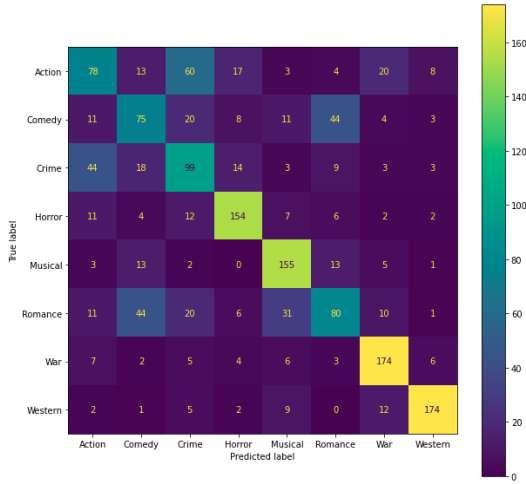 Action 78 13 60 17 3 4 20 8
Comedy 11 75 20 8 11 44 4 3
Crime 44 18 99 14 3 9 3 3
Horror 11 4 12 154 7 6 2 2
Musical 3 13 2 0 155 13 5 1
Romance 11 44 20 6 31 80 10 1
War 7 2 5 4 6 3 174 6
Western 2 1 5 2 9 0 12 174
True label
Action Comedy Crime Horror Musical Romance War Western
Predicted label
160
140
120
100
80
60
40
20
0